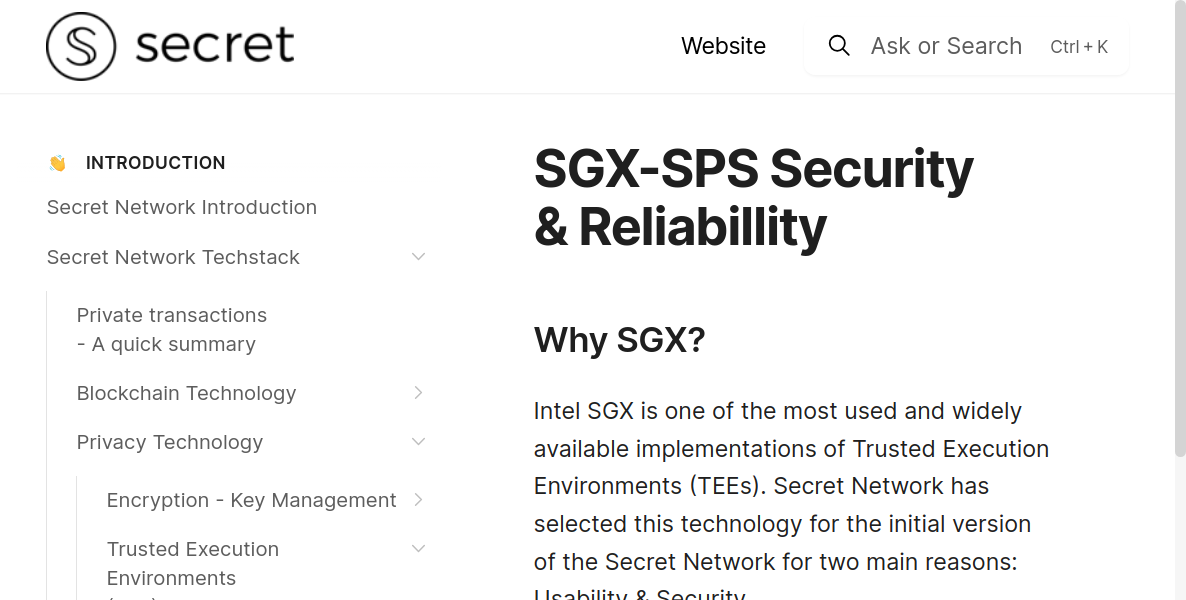 secret
Website
Ask or Search
Ctrl + K
INTRODUCTION
Secret Network Introduction
Secret Network Techstack
Private transactions
- A quick summary
Blockchain Technology
Privacy Technology
Encryption - Key Management
Trusted Execution
Environments
SGX-SPS Security
& Reliabillity
Why SGX?
Intel SGX is one of the most used and widely
available implementations of Trusted Execution
Environments (TEEs). Secret Network has
selected this technology for the initial version
of the Secret Network for two main reasons:
Usability & Security